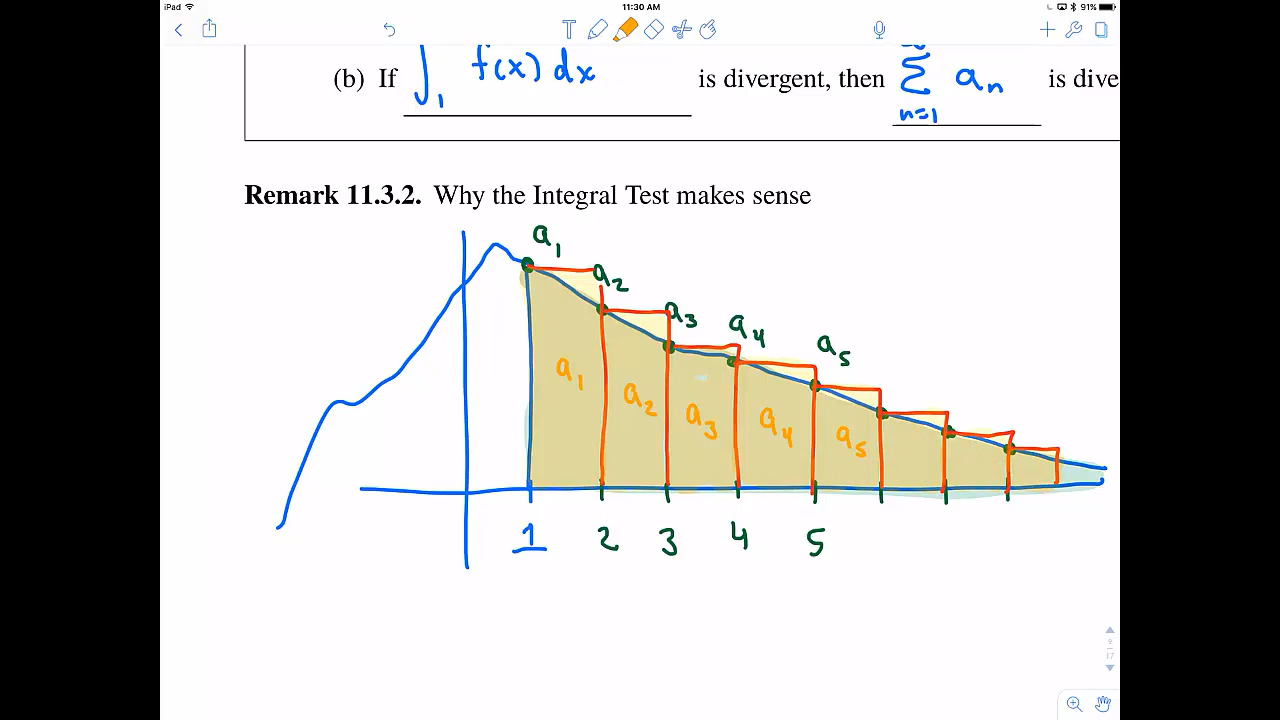 iPad 11:30 AM 91%
T
∞
(b) If ∫₁ f(x) dx is divergent, then ∑ aₙ is dive
n=1
Remark 11.3.2. Why the Integral Test makes sense
a₁
a₂
a₃ a₄
a₅
a₁ a₂ a₃ a₄ a₅
1 2 3 4 5
9
17